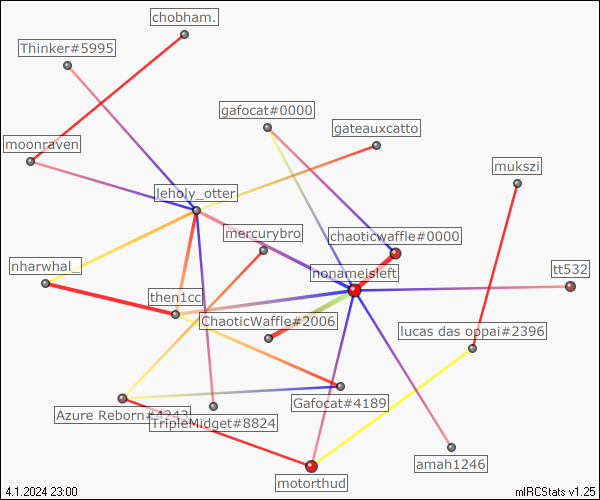 chobham.
Thinker#5995
gafocat#0000
gateauxcatto
moonraven
mukszi
leholy_otter
mercurybro
chaoticwaffle#0000
nharwhal_
nonameisleft
tt532
then1cc
ChaoticWaffle#2006
lucas das oppai#2396
Gafocat#4189
Azure Reborn#4243
TripleMidget#8824
amah1246
motorthud
4.1.2024 23:00
mIRCStats v1.25